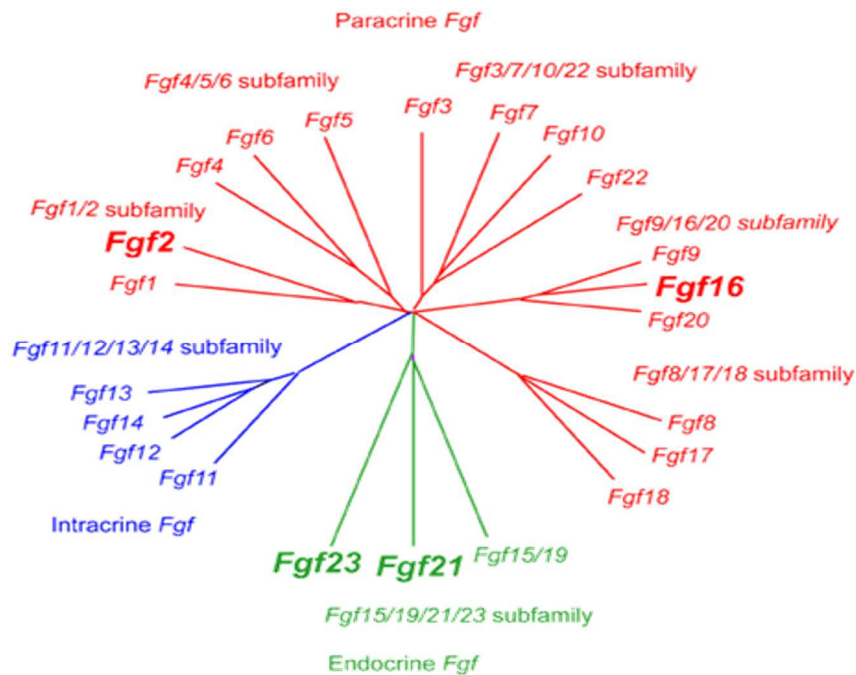 Paracrine Fgf
Fgf4/5/6 subfamily
Fgf3/7/10/22 subfamily
Fgf3
Fgf7
Fgf5
Fgf6
Fgf10
Fgf4
Fgf22
Fgf1/2 subfamily
Fgf9/16/20 subfamily
Fgf2
Fgf9
Fgf1
Fgf16
Fgf20
Fgf11/12/13/14 subfamily
Fgf8/17/18 subfamily
Fgf13
Fgf14
Fgf8
Fgf12
Fgf17
Fgf11
Fgf18
Intracrine Fgf
Fgf23
Fgf21
Fgf15/19
Fgf15/19/21/23 subfamily
Endocrine Fgf